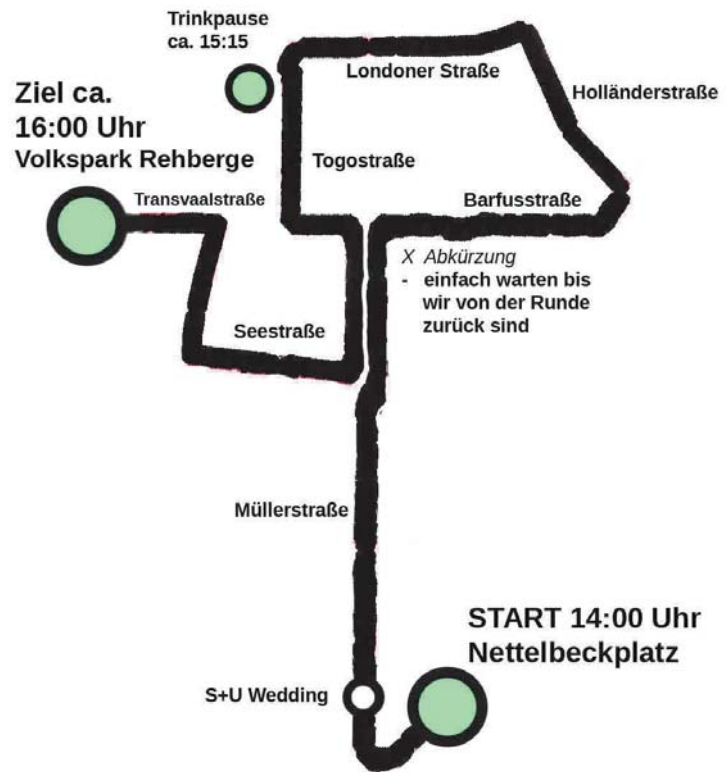 Trinkpause
ca. 15:15
Londoner Straße
Holländerstraße
Ziel ca.
16:00 Uhr
Volkspark Rehberge
Togostraße
Transvaalstraße
Barfusstraße
X Abkürzung
- einfach warten bis
wir von der Runde
zurück sind
Seestraße
Müllerstraße
START 14:00 Uhr
Nettelbeckplatz
S+U Wedding